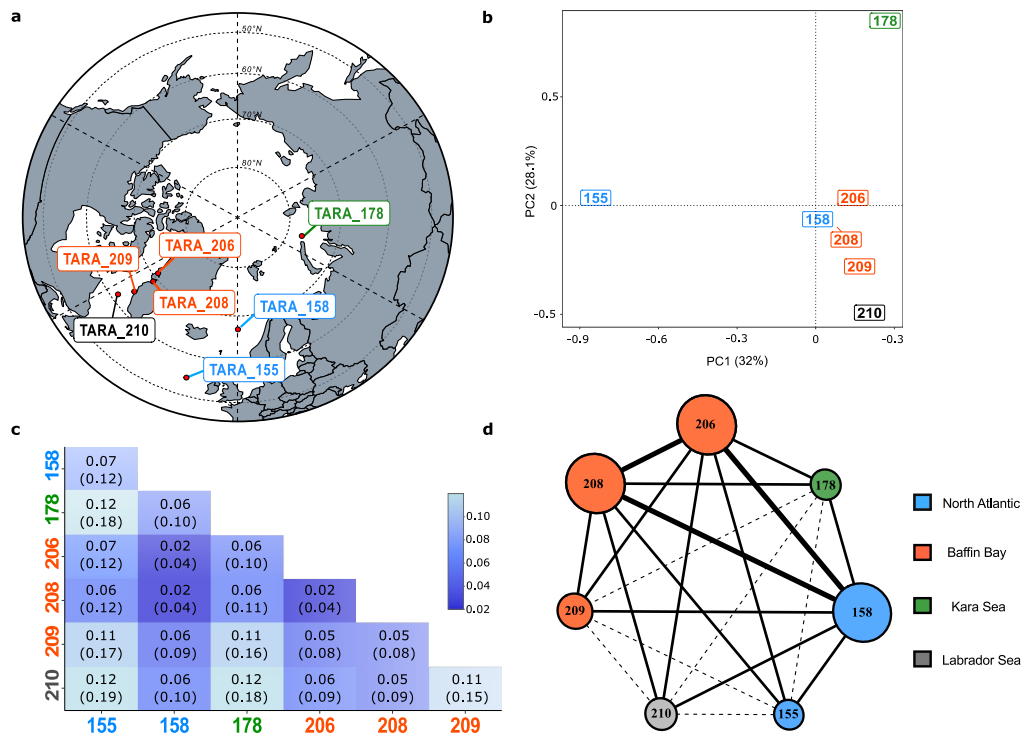 a
50°N
60°N
70°N
80°N
TARA_178
TARA_206
TARA_209
TARA_208
TARA_158
TARA_210
TARA_155
b
178
0.5
PC2 (28.1%)
155
206
0
158
208
209
210
-0.5
-0.9
-0.6
-0.3
0
-0.3
PC1 (32%)
c
158
0.07
(0.12)
178
0.12 0.06
(0.18) (0.10)
206
0.07 0.02 0.06
(0.12) (0.04) (0.10)
208
0.06 0.02 0.06 0.02
(0.12) (0.04) (0.11) (0.04)
209
0.11 0.06 0.11 0.05 0.05
(0.17) (0.09) (0.16) (0.08) (0.08)
210
0.12 0.06 0.12 0.06 0.05 0.11
(0.19) (0.10) (0.18) (0.09) (0.09) (0.15)
155 158 178 206 208 209
0.10
0.08
0.06
0.04
0.02
d
206
208
178
209
158
210
155
North Atlantic
Baffin Bay
Kara Sea
Labrador Sea